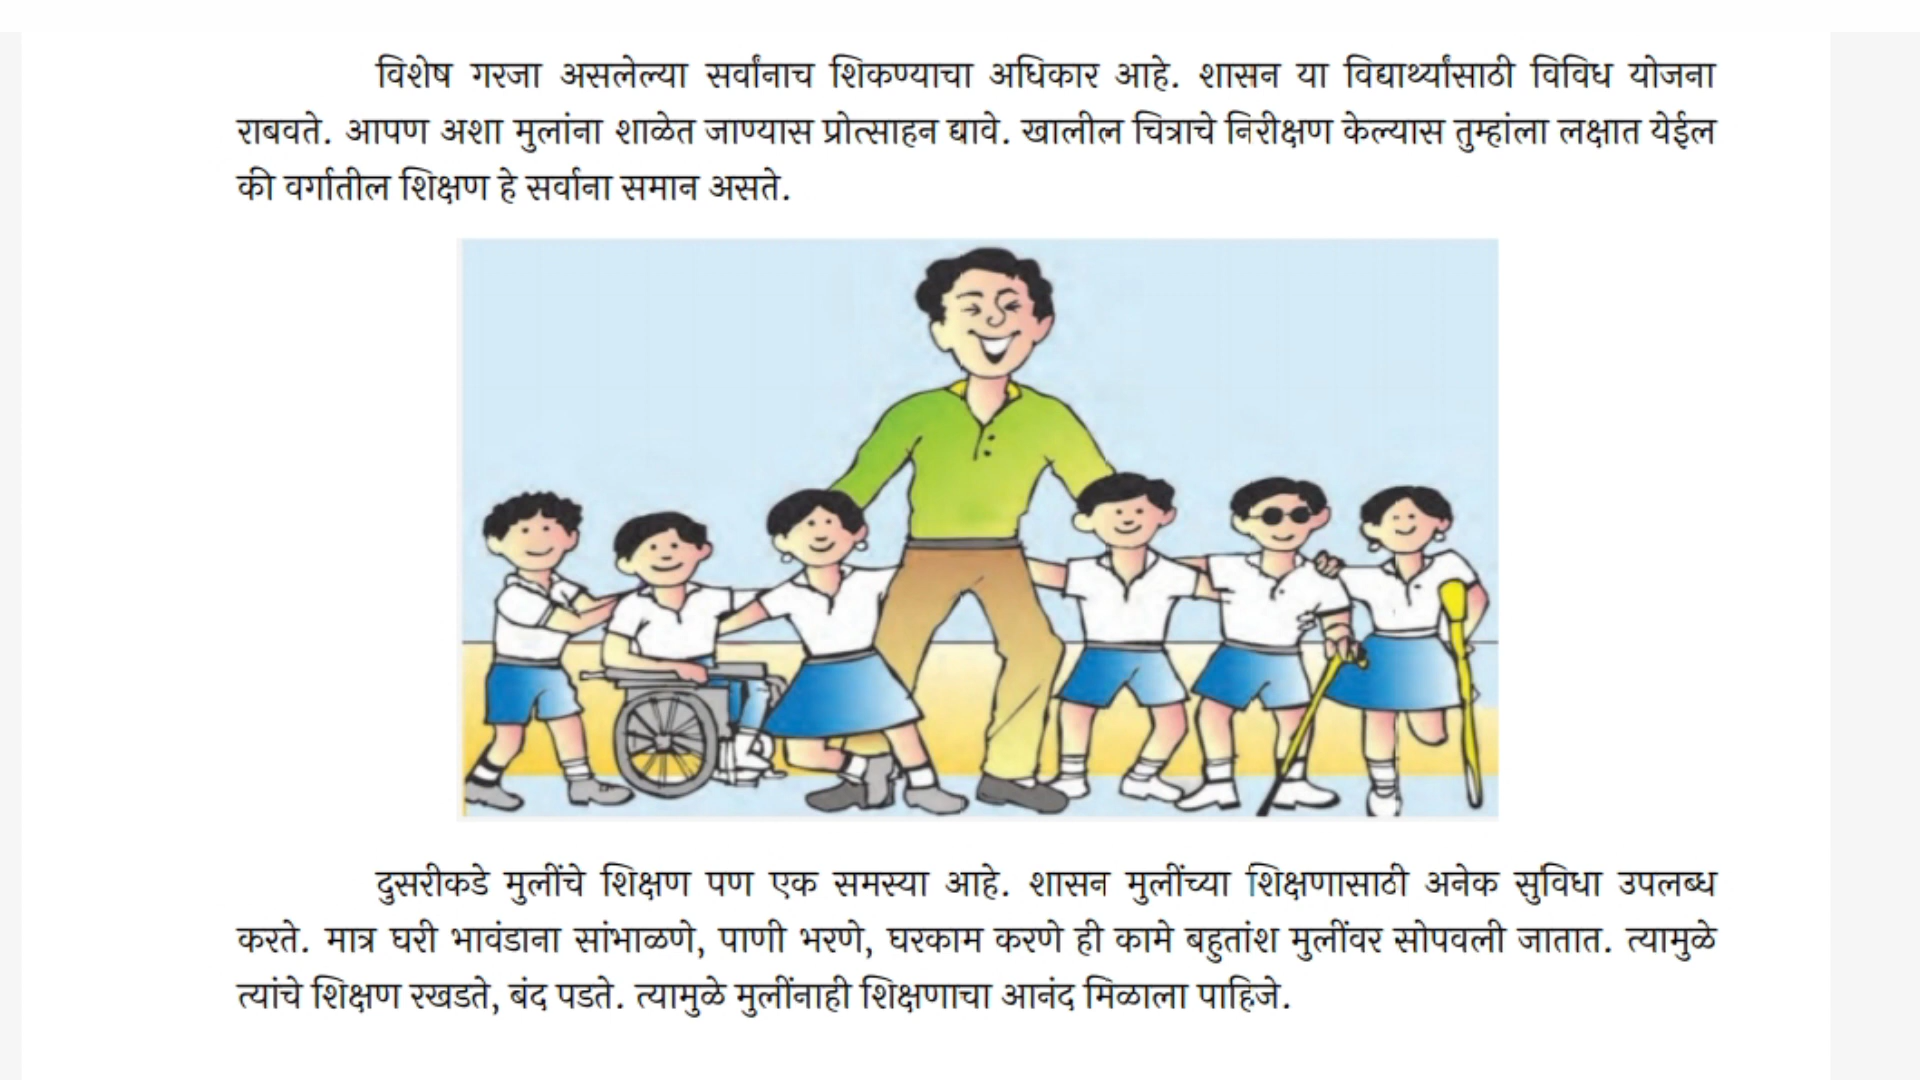 विशेष गरजा असलेल्या सर्वांनाच शिकण्याचा अधिकार आहे. शासन या विद्यार्थ्यांसाठी विविध योजना
राबवते. आपण अशा मुलांना शाळेत जाण्यास प्रोत्साहन द्यावे. खालील चित्राचे निरीक्षण केल्यास तुम्हांला लक्षात येईल
की वर्गातील शिक्षण हे सर्वाना समान असते.
दुसरीकडे मुलींचे शिक्षण पण एक समस्या आहे. शासन मुलींच्या शिक्षणासाठी अनेक सुविधा उपलब्ध
करते. मात्र घरी भावंडाना सांभाळणे, पाणी भरणे, घरकाम करणे ही कामे बहुतांश मुलींवर सोपवली जातात. त्यामुळे
त्यांचे शिक्षण रखडते, बंद पडते. त्यामुळे मुलींनाही शिक्षणाचा आनंद मिळाला पाहिजे.